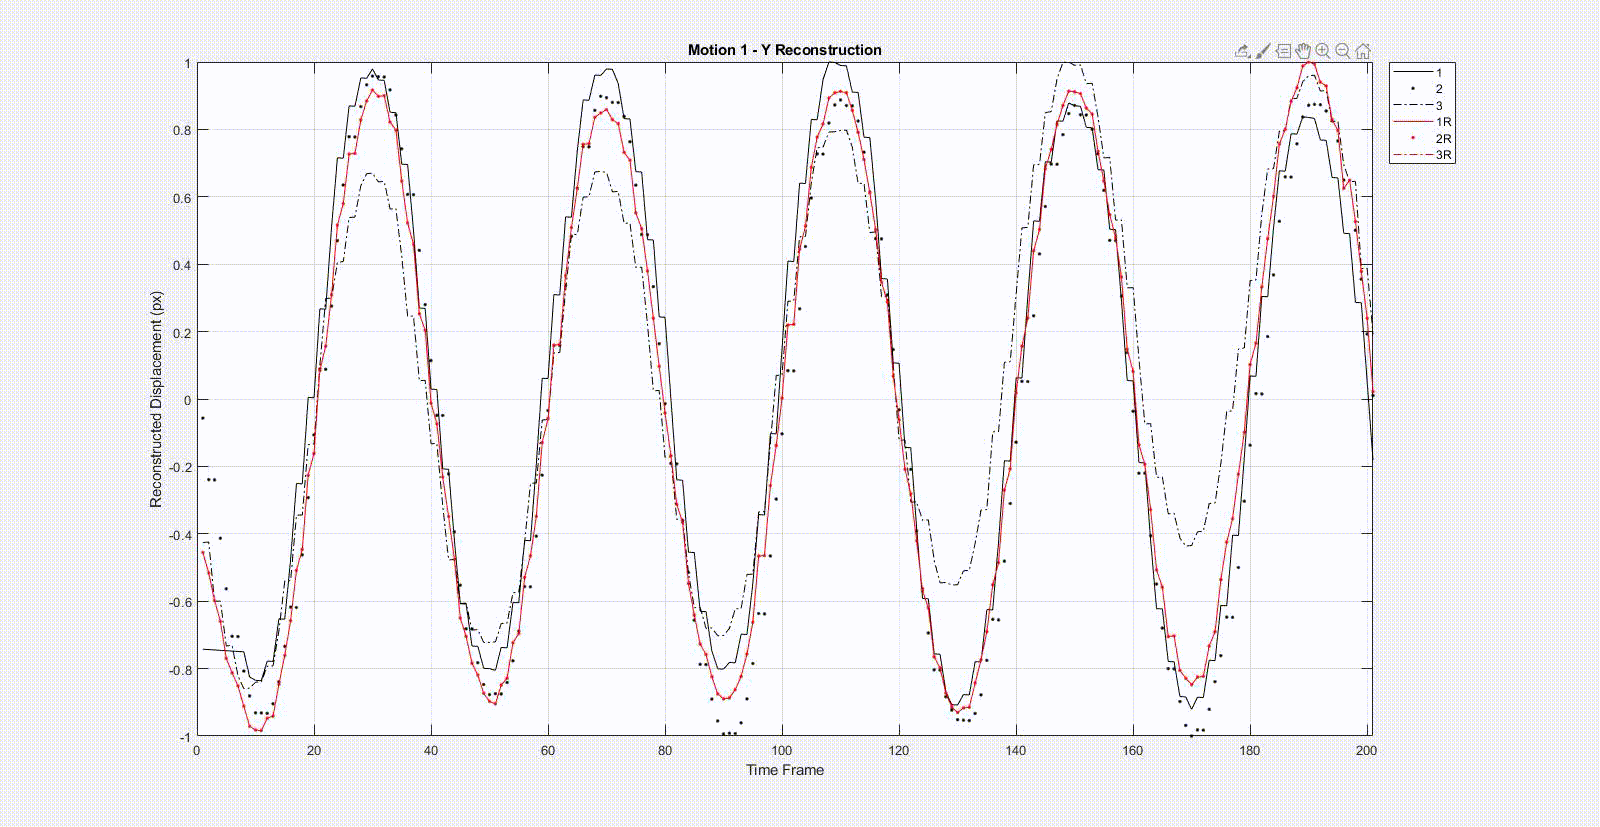 Motion 1 - Y Reconstruction
1
2
3
1R
2R
3R
1
0.8
0.6
0.4
0.2
0
-0.2
-0.4
-0.6
-0.8
-1
Reconstructed Displacement (px)
0 20 40 60 80 100 120 140 160 180 200
Time Frame